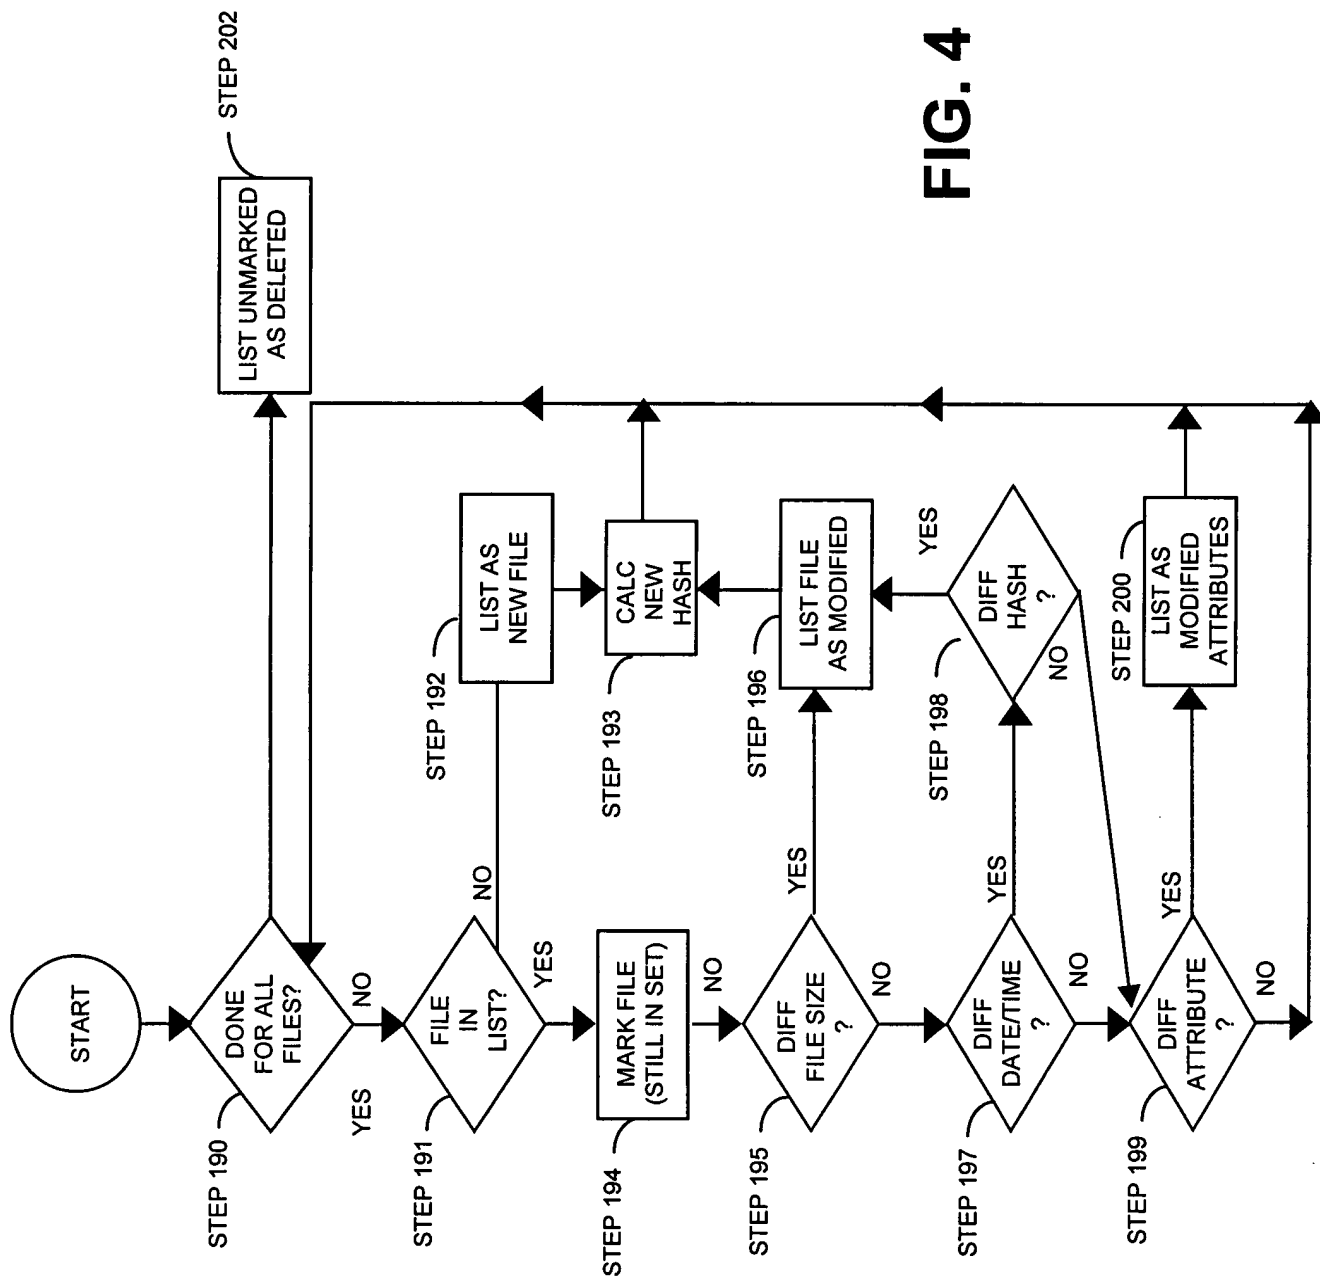 START
DONE
FOR ALL
FILES?
STEP 190
NO
YES
LIST UNMARKED
AS DELETED
STEP 202
FILE
IN
LIST?
STEP 191
NO
YES
LIST AS
NEW FILE
STEP 192
CALC
NEW
HASH
STEP 193
MARK FILE
(STILL IN SET)
STEP 194
NO
DIFF
FILE SIZE
?
STEP 195
YES
NO
LIST FILE
AS MODIFIED
STEP 196
DIFF
DATE/TIME
?
STEP 197
YES
NO
DIFF
HASH
?
STEP 198
YES
NO
DIFF
ATTRIBUTE
?
STEP 199
YES
NO
LIST AS
MODIFIED
ATTRIBUTES
STEP 200
FIG. 4